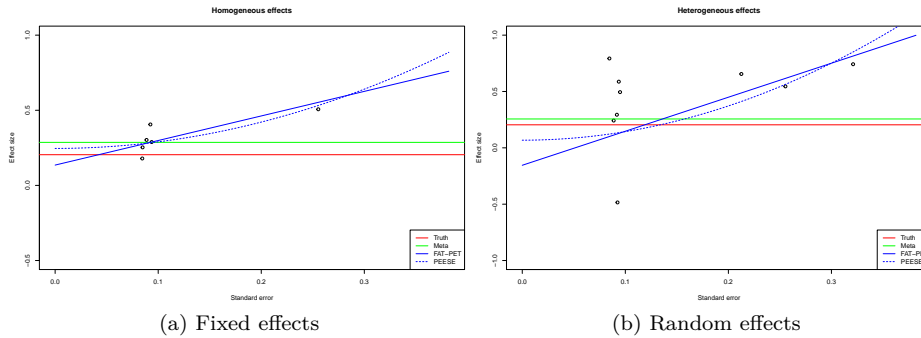 Homogeneous effects
Effect size
1.0
0.5
0.0
−0.5
0.0
0.1
0.2
0.3
Standard error
Truth
Meta
FAT−PET
PEESE
(a) Fixed effects
Heterogeneous effects
Effect size
1.0
0.5
0.0
−0.5
−1.0
0.0
0.1
0.2
0.3
Standard error
Truth
Meta
FAT−PE
PEESE
(b) Random effects